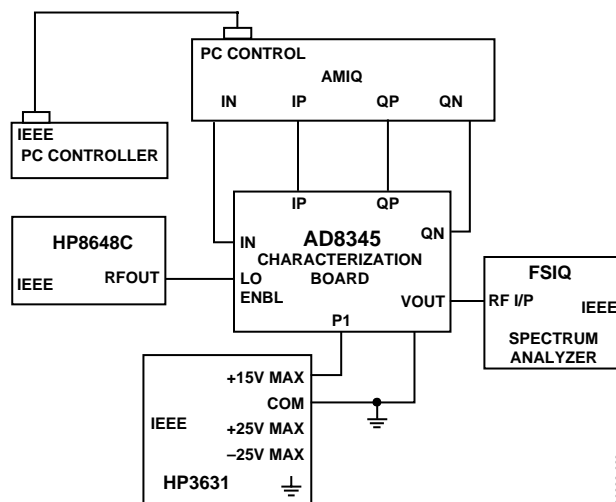 PC CONTROL
AMIQ
IN IP QP QN
IEEE
PC CONTROLLER
IP QP
IN AD8345 QN
CHARACTERIZATION
BOARD
LO
ENBL VOUT
P1
HP8648C
RFOUT
IEEE
FSIQ
RF I/P
IEEE
SPECTRUM
ANALYZER
+15V MAX
COM
IEEE
+25V MAX
–25V MAX
HP3631